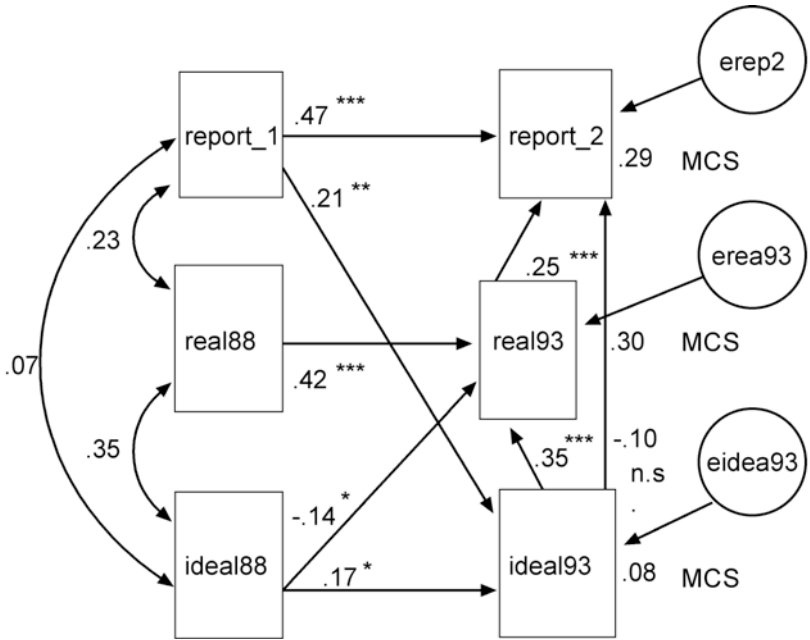 erep2
.47 ***
report_1
report_2
.29 MCS
.21 **
.23
erea93
.25 ***
real88
real93
.30 MCS
.07
.42 ***
.35
.35 ***
-.10
n.s
.
eidea93
-.14 *
ideal88
ideal93
.17 *
.08 MCS